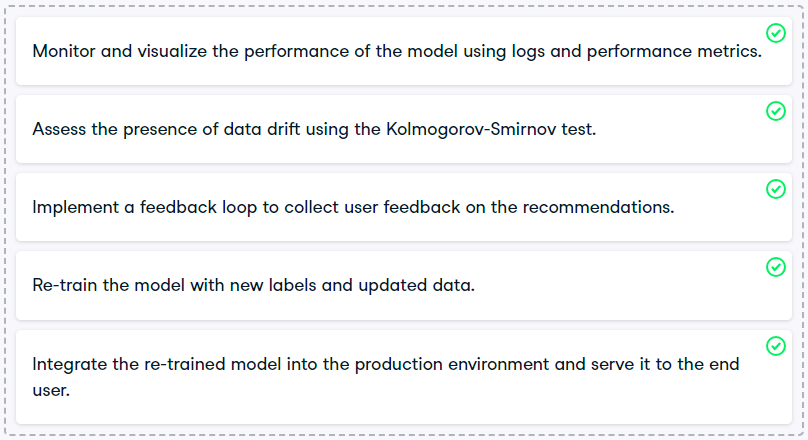 Monitor and visualize the performance of the model using logs and performance metrics.
Assess the presence of data drift using the Kolmogorov-Smirnov test.
Implement a feedback loop to collect user feedback on the recommendations.
Re-train the model with new labels and updated data.
Integrate the re-trained model into the production environment and serve it to the end
user.